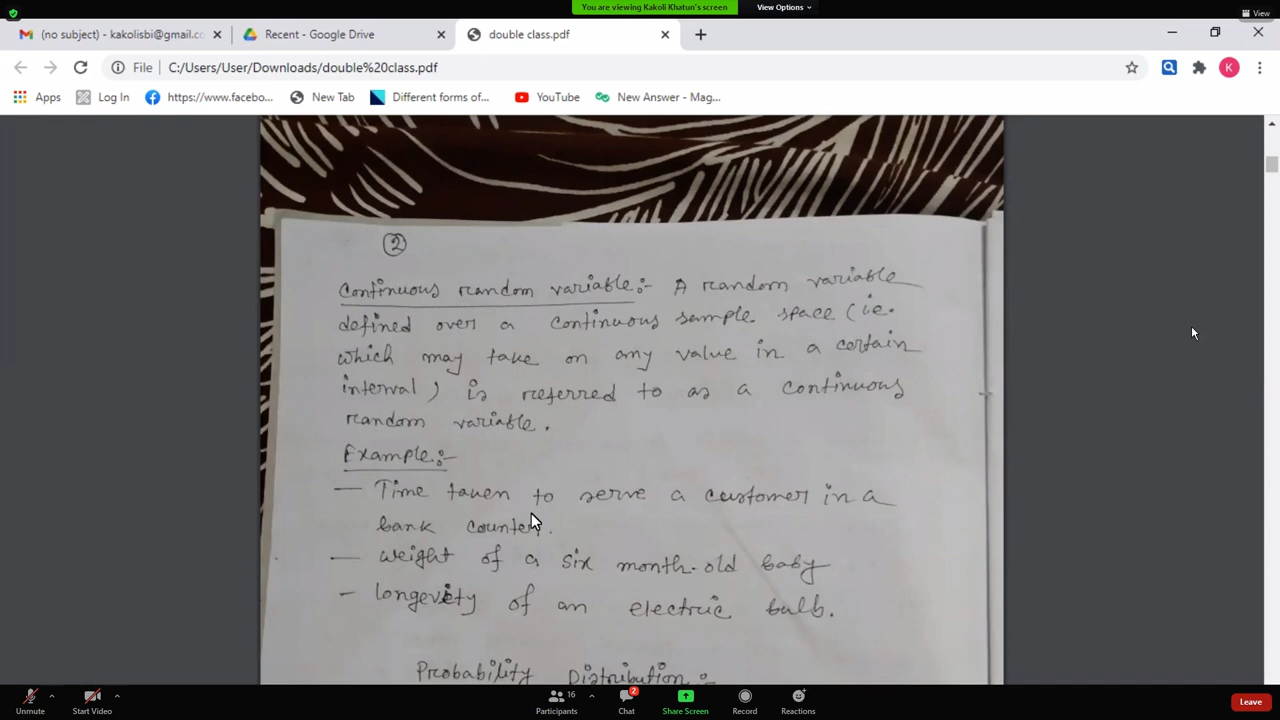 You are viewing Kakoli Khatun's screen
View Options
View
(no subject) - kakolisbi@gmail.co
Recent - Google Drive
double class.pdf
File
C:/Users/User/Downloads/double%20class.pdf
K
Apps
Log In
https://www.facebo...
New Tab
Different forms of...
YouTube
New Answer - Mag...
2
Continuous random variable:- A random variable
defined over a continuous sample space (i.e.
which may take on any value in a certain
interval) is referred to as a continuous
random variable.
Example:-
— Time taken to serve a customer in a
bank counter.
— weight of a six month-old baby
- longevity of an electric bulb.
Probability Distribution:-
Unmute
Start Video
16
Participants
2
Chat
Share Screen
Record
Reactions
Leave